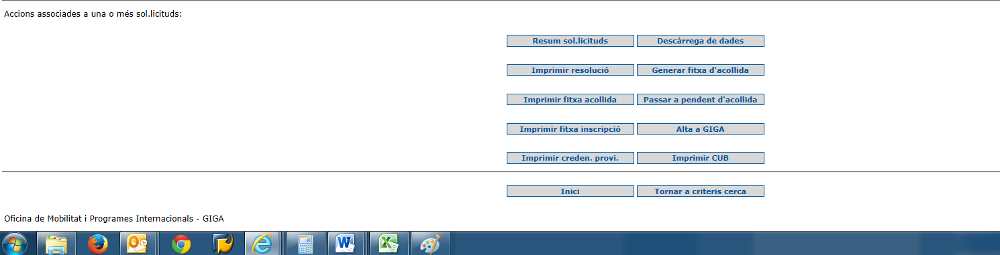 Accions associades a una o més sol.licituds:
Resum sol.licituds Descàrrega de dades
Imprimir resolució Generar fitxa d'acollida
Imprimir fitxa acollida Passar a pendent d'acollida
Imprimir fitxa inscripció Alta a GIGA
Imprimir creden. provi. Imprimir CUB
Inici Tornar a criteris cerca
Oficina de Mobilitat i Programes Internacionals - GIGA